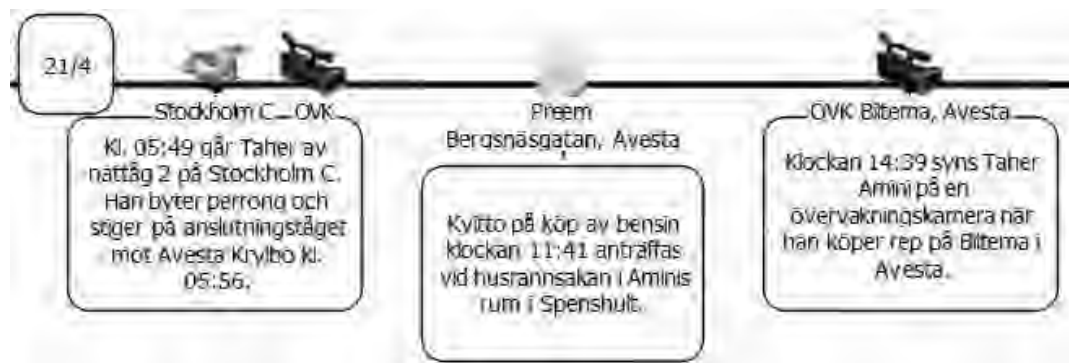 21/4
Stockholm C OVK
Kl. 05:49 går Taher av
nattåg 2 på Stockholm C.
Han byter perrong och
stiger på anslutningståget
mot Avesta Krylbo kl.
05:56.
Preem
Bergsnäsgatan, Avesta
Kvitto på köp av bensin
klockan 11:41 anträffas
vid husrannsakan i Aminis
rum i Spenshult.
OVK Biltema, Avesta
Klockan 14:39 syns Taher
Amini på en
övervakningskamera när
han köper rep på Biltema i
Avesta.